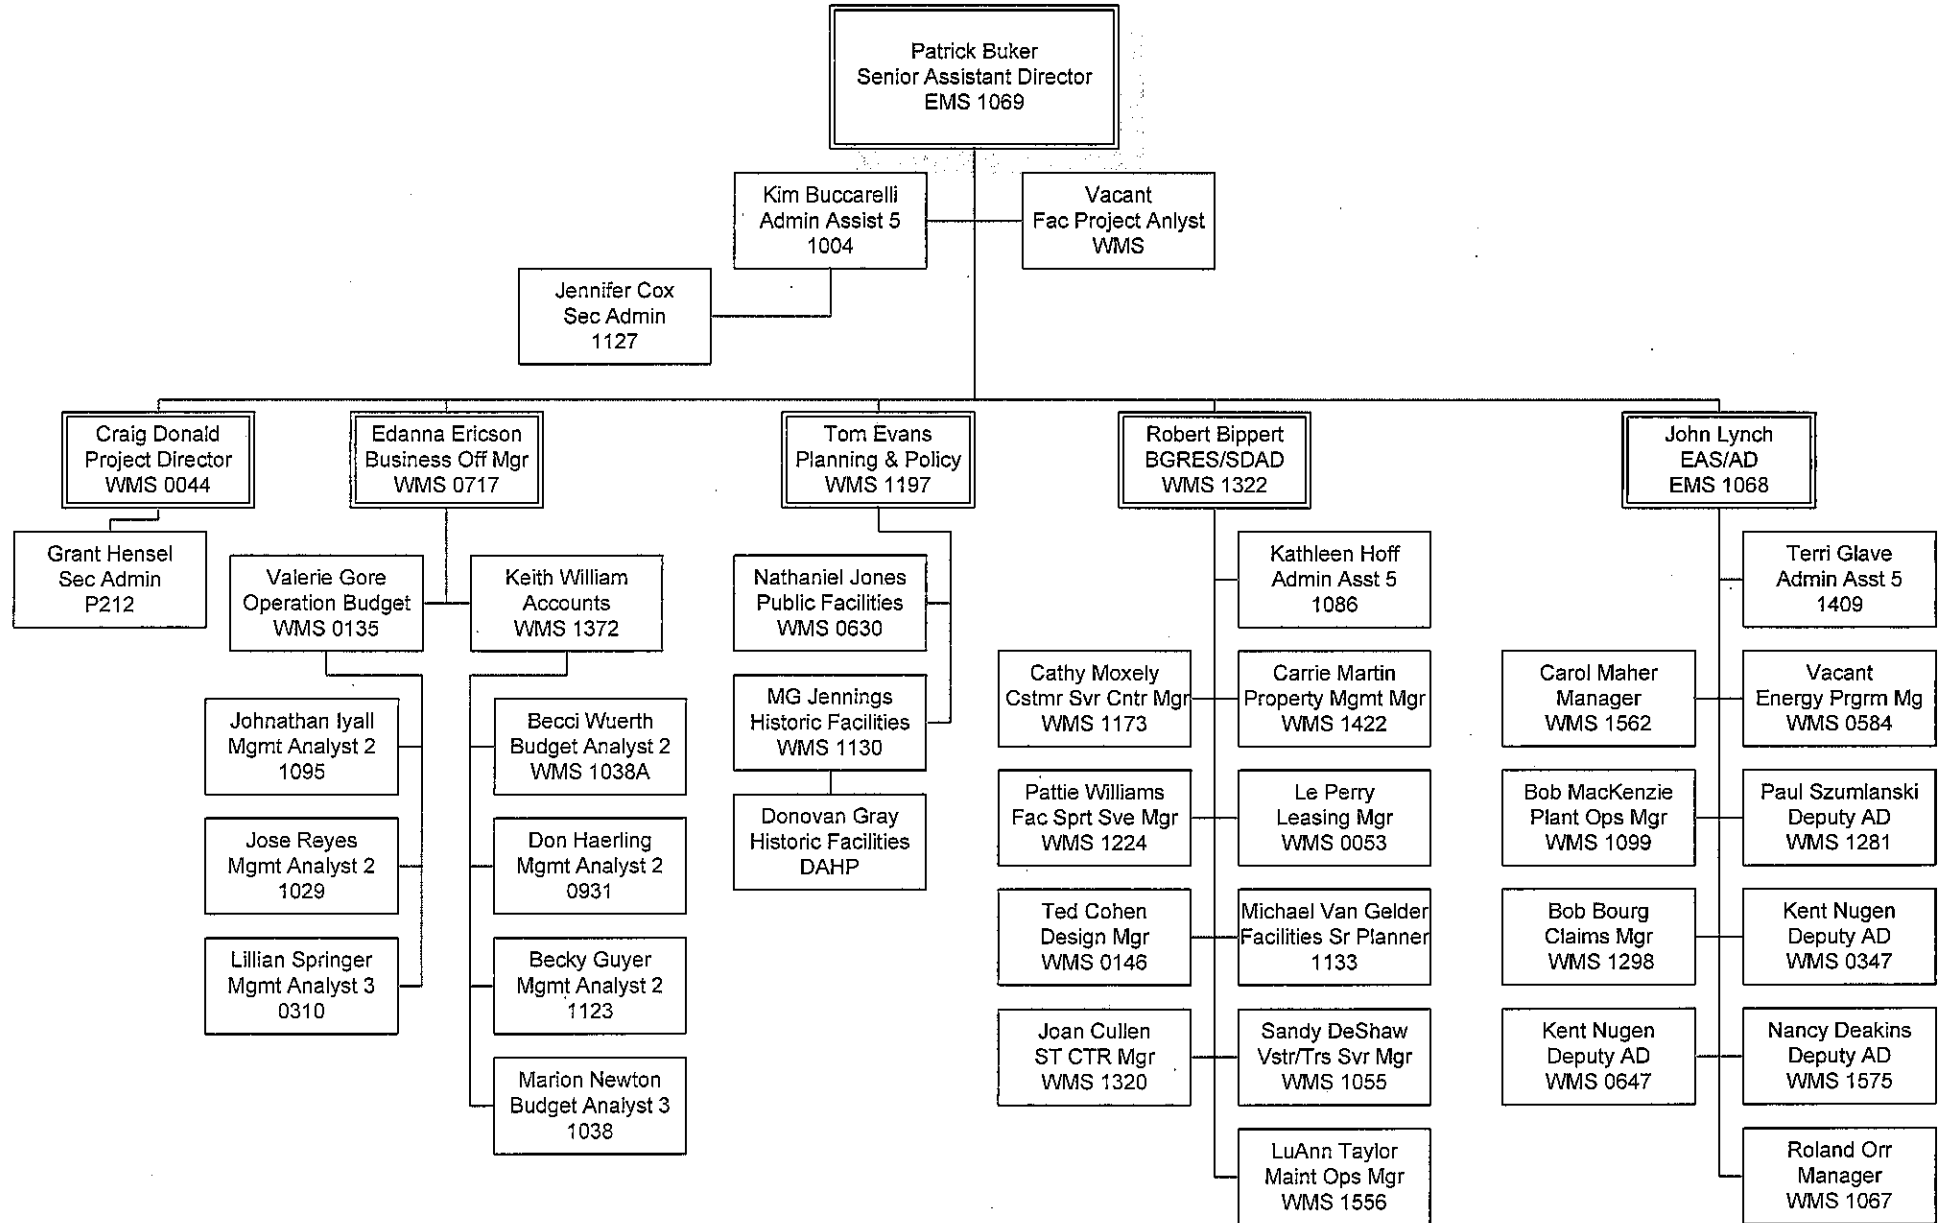 Patrick Buker
Senior Assistant Director
EMS 1069
Kim Buccarelli
Admin Assist 5
1004
Vacant
Fac Project Anlyst
WMS
Jennifer Cox
Sec Admin
1127
Craig Donald
Project Director
WMS 0044
Edanna Ericson
Business Off Mgr
WMS 0717
Tom Evans
Planning & Policy
WMS 1197
Robert Bippert
BGRES/SDAD
WMS 1322
John Lynch
EAS/AD
EMS 1068
Grant Hensel
Sec Admin
P212
Valerie Gore
Operation Budget
WMS 0135
Keith William
Accounts
WMS 1372
Johnathan Iyall
Mgmt Analyst 2
1095
Jose Reyes
Mgmt Analyst 2
1029
Lillian Springer
Mgmt Analyst 3
0310
Becci Wuerth
Budget Analyst 2
WMS 1038A
Don Haerling
Mgmt Analyst 2
0931
Becky Guyer
Mgmt Analyst 2
1123
Marion Newton
Budget Analyst 3
1038
Nathaniel Jones
Public Facilities
WMS 0630
MG Jennings
Historic Facilities
WMS 1130
Donovan Gray
Historic Facilities
DAHP
Kathleen Hoff
Admin Asst 5
1086
Cathy Moxely
Cstmr Svr Cntr Mgr
WMS 1173
Carrie Martin
Property Mgmt Mgr
WMS 1422
Pattie Williams
Fac Sprt Sve Mgr
WMS 1224
Le Perry
Leasing Mgr
WMS 0053
Ted Cohen
Design Mgr
WMS 0146
Michael Van Gelder
Facilities Sr Planner
1133
Joan Cullen
ST CTR Mgr
WMS 1320
Sandy DeShaw
Vstr/Trs Svr Mgr
WMS 1055
LuAnn Taylor
Maint Ops Mgr
WMS 1556
Terri Glave
Admin Asst 5
1409
Carol Maher
Manager
WMS 1562
Vacant
Energy Prgrm Mg
WMS 0584
Bob MacKenzie
Plant Ops Mgr
WMS 1099
Paul Szumlanski
Deputy AD
WMS 1281
Bob Bourg
Claims Mgr
WMS 1298
Kent Nugen
Deputy AD
WMS 0347
Kent Nugen
Deputy AD
WMS 0647
Nancy Deakins
Deputy AD
WMS 1575
Roland Orr
Manager
WMS 1067